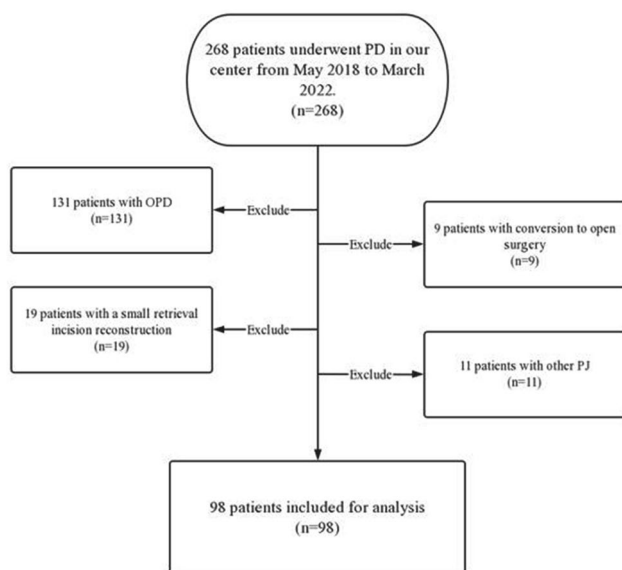 268 patients underwent PD in our
center from May 2018 to March
2022.
(n=268)
131 patients with OPD
(n=131)
Exclude
9 patients with conversion to open
surgery
(n=9)
Exclude
19 patients with a small retrieval
incision reconstruction
(n=19)
Exclude
11 patients with other PJ
(n=11)
Exclude
98 patients included for analysis
(n=98)